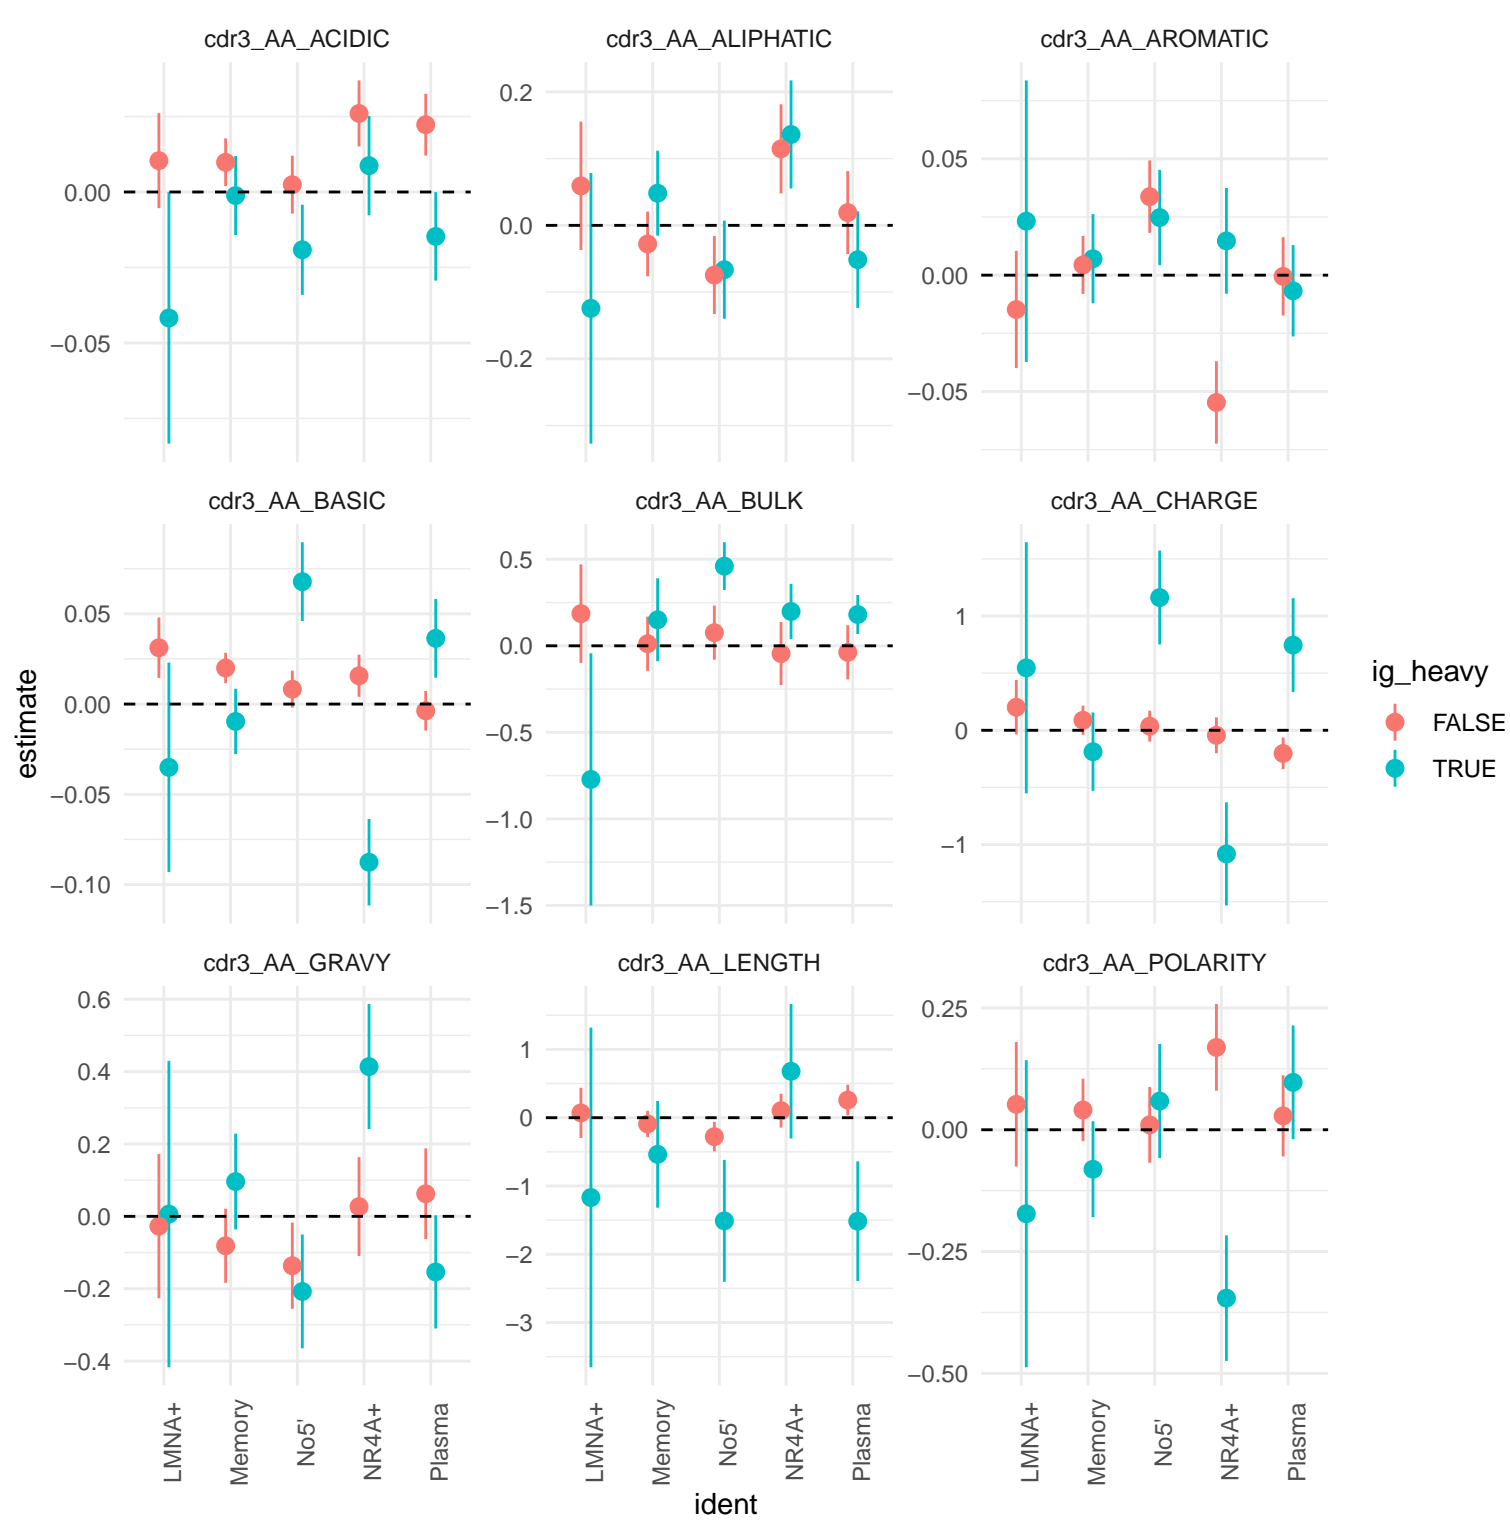 cdr3_AA_ACIDIC
cdr3_AA_ALIPHATIC
cdr3_AA_AROMATIC
0.00
−0.05
0.2
0.0
−0.2
0.05
0.00
−0.05
cdr3_AA_BASIC
cdr3_AA_BULK
cdr3_AA_CHARGE
0.05
0.00
−0.05
−0.10
0.5
0.0
−0.5
−1.0
−1.5
1
0
−1
cdr3_AA_GRAVY
cdr3_AA_LENGTH
cdr3_AA_POLARITY
0.6
0.4
0.2
0.0
−0.2
−0.4
1
0
−1
−2
−3
0.25
0.00
−0.25
−0.50
LMNA+
Memory
No5'
NR4A+
Plasma
LMNA+
Memory
No5'
NR4A+
Plasma
LMNA+
Memory
No5'
NR4A+
Plasma
ident
estimate
ig_heavy
FALSE
TRUE